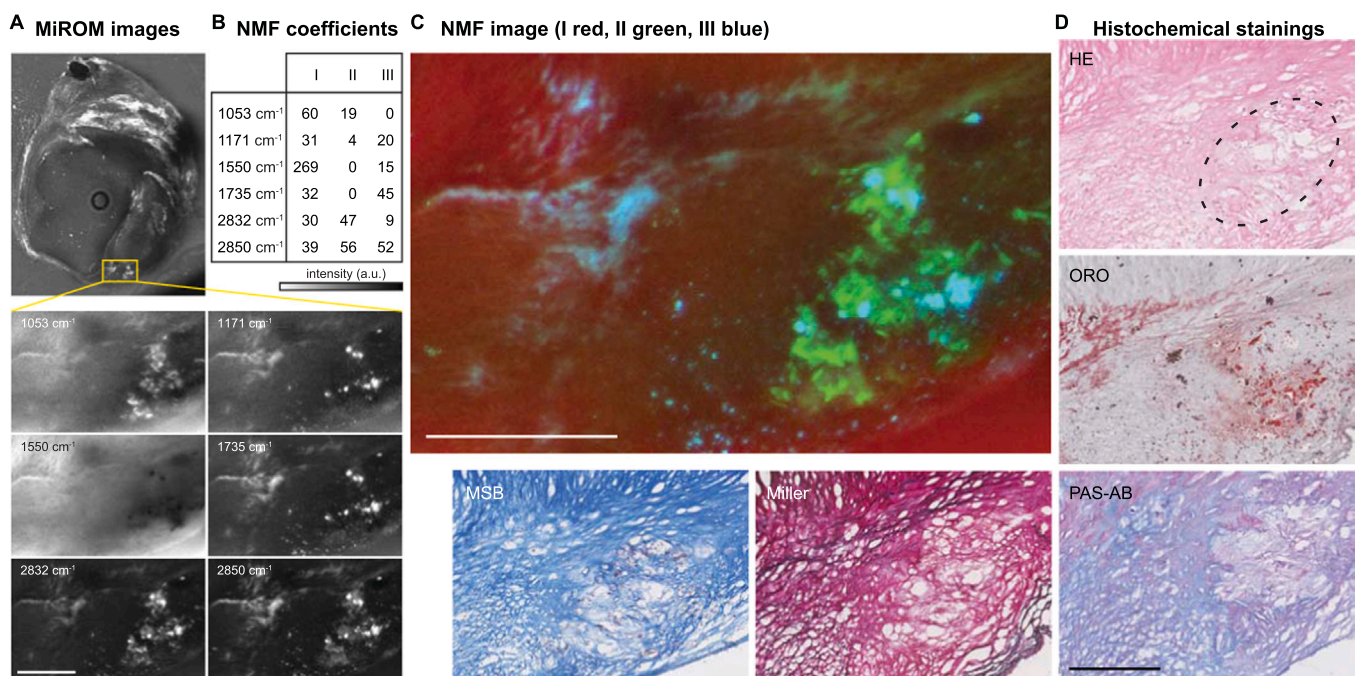 A MiROM images
B NMF coefficients
C NMF image (I red, II green, III blue)
D Histochemical stainings
I II III
1053 cm⁻¹ 60 19 0
1171 cm⁻¹ 31 4 20
1550 cm⁻¹ 269 0 15
1735 cm⁻¹ 32 0 45
2832 cm⁻¹ 30 47 9
2850 cm⁻¹ 39 56 52
intensity (a.u.)
1053 cm⁻¹
1171 cm⁻¹
1550 cm⁻¹
1735 cm⁻¹
2832 cm⁻¹
2850 cm⁻¹
MSB
Miller
HE
ORO
PAS-AB